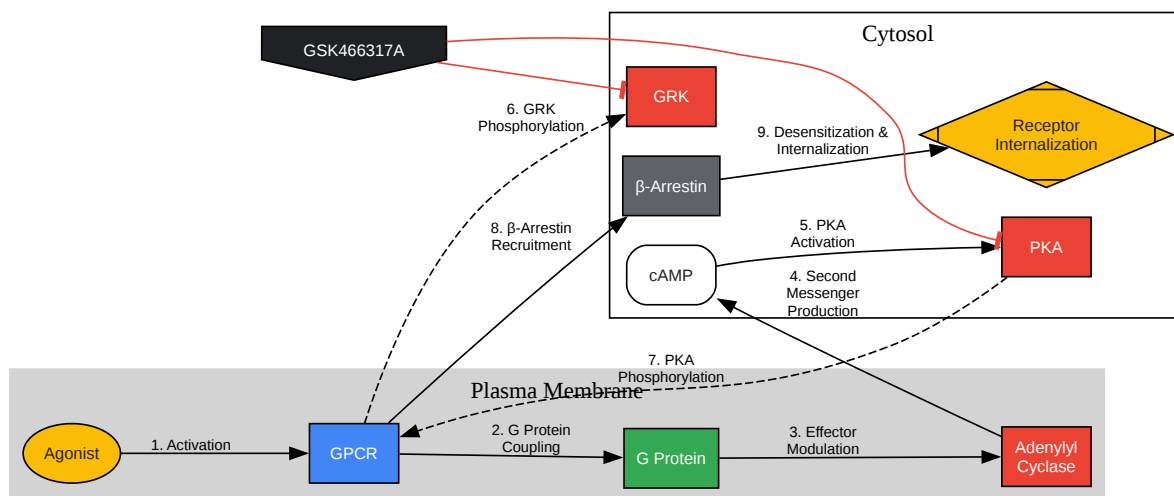 GSK466317A
Cytosol
GRK
6. GRK
Phosphorylation
9. Desensitization &
Internalization
Receptor
Internalization
β-Arrestin
8. β-Arrestin
Recruitment
5. PKA
Activation
PKA
cAMP
4. Second
Messenger
Production
7. PKA
Phosphorylation
Plasma Membrane
Agonist
1. Activation
GPCR
2. G Protein
Coupling
G Protein
3. Effector
Modulation
Adenylyl
Cyclase